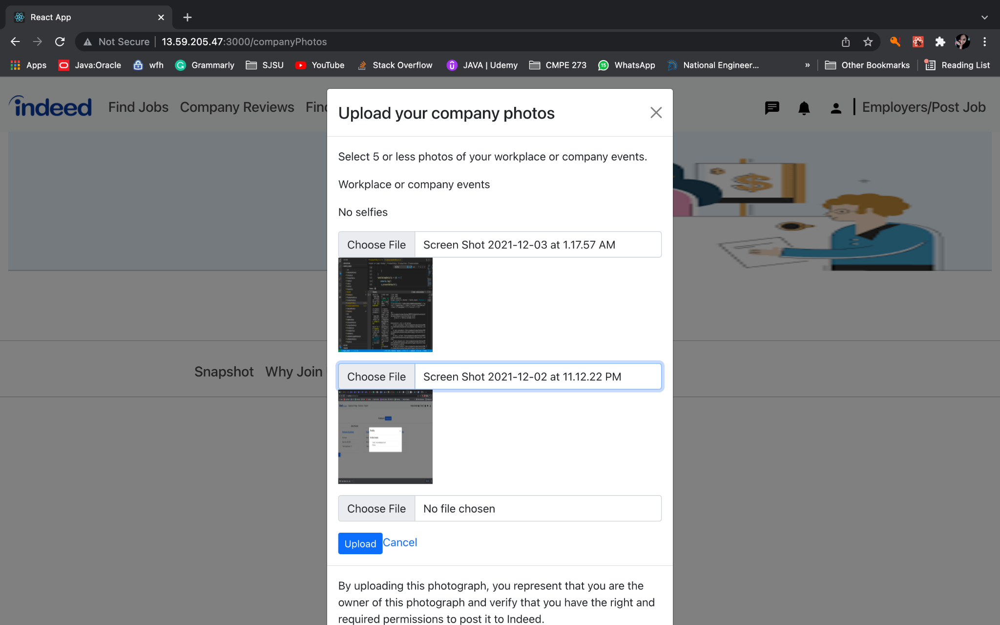 React App
Not Secure 13.59.205.47:3000/companyPhotos
Apps Java:Oracle wfh Grammarly SJSU YouTube Stack Overflow JAVA | Udemy CMPE 273 WhatsApp National Engineer... » Other Bookmarks Reading List
indeed Find Jobs Company Reviews Employers/Post Job
Upload your company photos
Select 5 or less photos of your workplace or company events.
Workplace or company events
No selfies
Choose File Screen Shot 2021-12-03 at 1.17.57 AM
Snapshot Why Join
Choose File Screen Shot 2021-12-02 at 11.12.22 PM
Choose File No file chosen
Upload Cancel
By uploading this photograph, you represent that you are the
owner of this photograph and verify that you have the right and
required permissions to post it to Indeed.